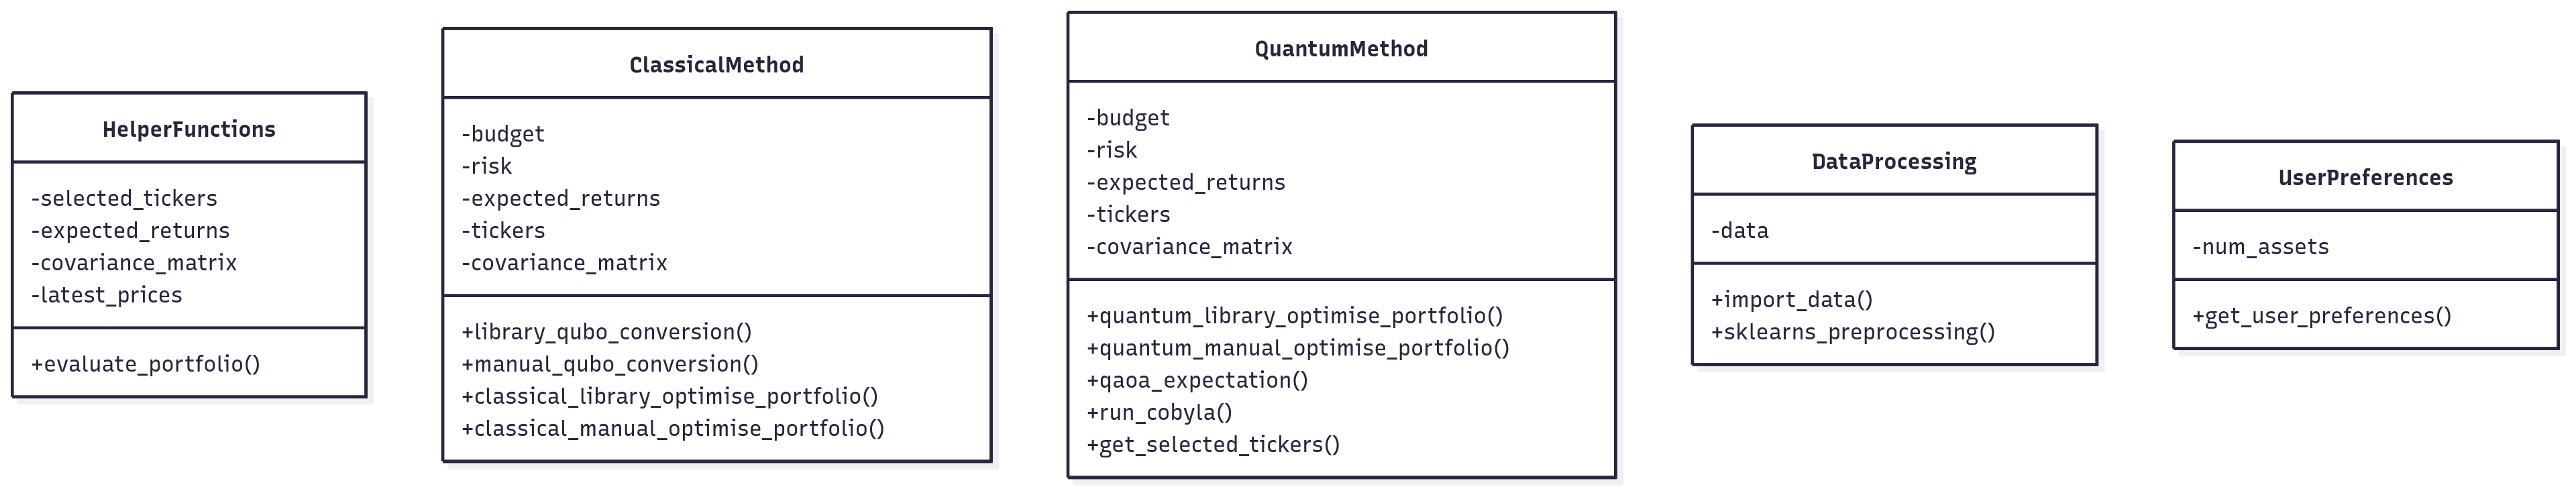 HelperFunctions
-selected_tickers
-expected_returns
-covariance_matrix
-latest_prices
+evaluate_portfolio()
ClassicalMethod
-budget
-risk
-expected_returns
-tickers
-covariance_matrix
+library_qubo_conversion()
+manual_qubo_conversion()
+classical_library_optimise_portfolio()
+classical_manual_optimise_portfolio()
QuantumMethod
-budget
-risk
-expected_returns
-tickers
-covariance_matrix
+quantum_library_optimise_portfolio()
+quantum_manual_optimise_portfolio()
+qaoa_expectation()
+run_cobyla()
+get_selected_tickers()
DataProcessing
-data
+import_data()
+sklearns_preprocessing()
UserPreferences
-num_assets
+get_user_preferences()